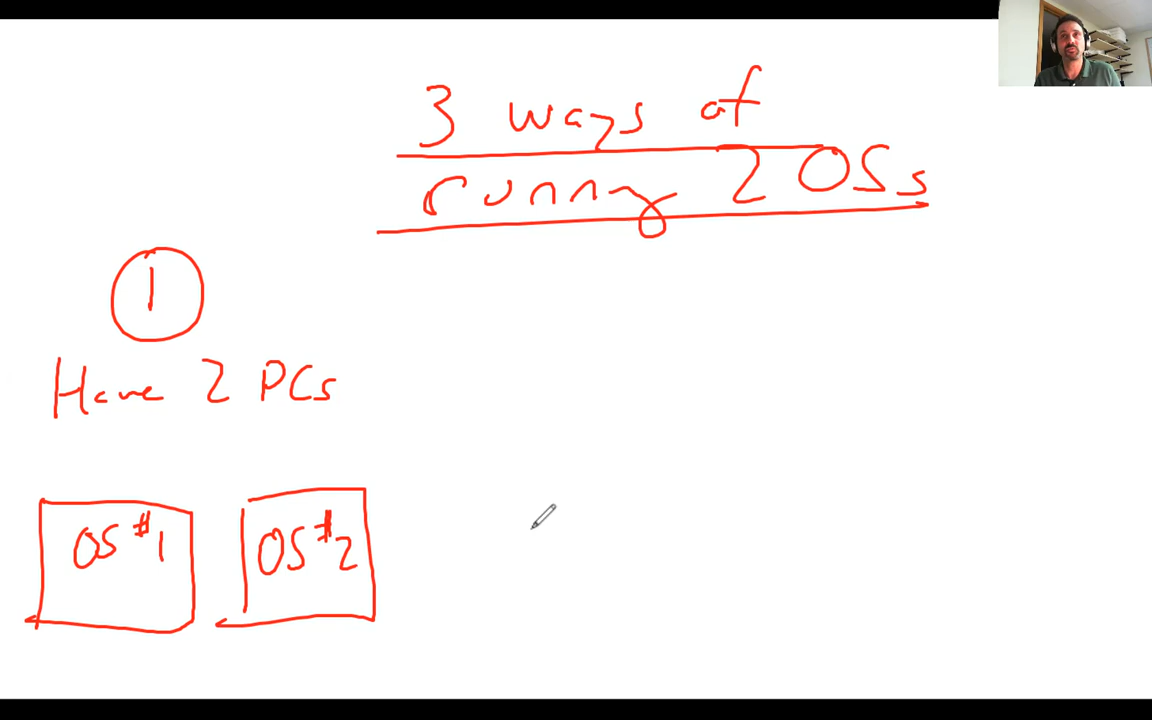 3 ways of
running 2 OSs
1
Have 2 PCs
OS #1
OS #2